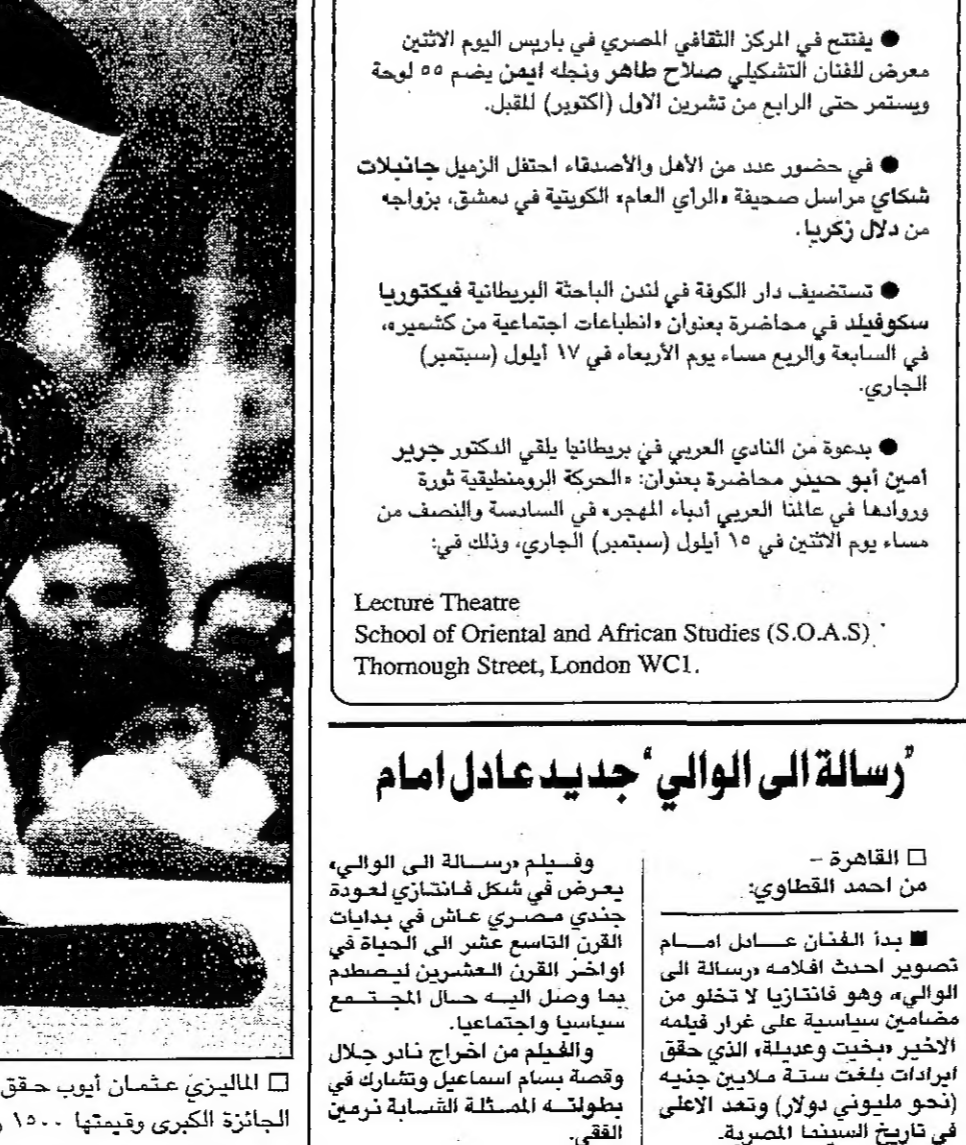 ● يفتتح في المركز الثقافي المصري في باريس اليوم الاثنين
معرض للفنان التشكيلي صلاح طاهر ونجله ايمن يضم ٥٥ لوحة
ويستمر حتى الرابع من تشرين الاول (اكتوبر) المقبل.
● في حضور عدد من الأهل والأصدقاء احتفل الزميل جانبلات
شكاي مراسل صحيفة «الرأي العام» الكويتية في دمشق، بزواجه
من دلال زكريا.
● تستضيف دار الكوفة في لندن الباحثة البريطانية فيكتوريا
سكوفيلد في محاضرة بعنوان «انطباعات اجتماعية من كشمير»،
في السابعة والربع مساء يوم الأربعاء في ١٧ أيلول (سبتمبر)
الجاري.
● بدعوة من النادي العربي في بريطانيا يلقي الدكتور جرير
أمين أبو حيدر محاضرة بعنوان: «الحركة الرومنطيقية ثورة
وروادها في عالمنا العربي أدباء المهجر» في السادسة والنصف من
مساء يوم الاثنين في ١٥ أيلول (سبتمبر) الجاري، وذلك في:
Lecture Theatre
School of Oriental and African Studies (S.O.A.S)
Thornough Street, London WC1.
"رسالة الى الوالي" جديد عادل امام
□ القاهرة –
من احمد القطاوي:
■ بدأ الفنان عادل امام
تصوير احدث افلامه «رسالة الى
الوالي»، وهو فانتازيا لا تخلو من
مضامين سياسية على غرار فيلمه
الاخير «بخيت وعديلة» الذي حقق
ايرادات بلغت ستة ملايين جنيه
(نحو مليوني دولار) وتعد الاعلى
في تاريخ السينما المصرية.
وفيلم «رسالة الى الوالي»
يعرض في شكل فانتازي لعودة
جندي مصري عاش في بدايات
القرن التاسع عشر الى الحياة في
اواخر القرن العشرين ليصطدم
بما وصل اليه حال المجتمع
سياسيا واجتماعيا.
والفيلم من اخراج نادر جلال
وقصة بسام اسماعيل وتشارك في
بطولته الممثلة الشابة نرمين
الفقي.
□ الماليزي عثمان أيوب حقق
الجائزة الكبرى وقيمتها ١٥٠٠